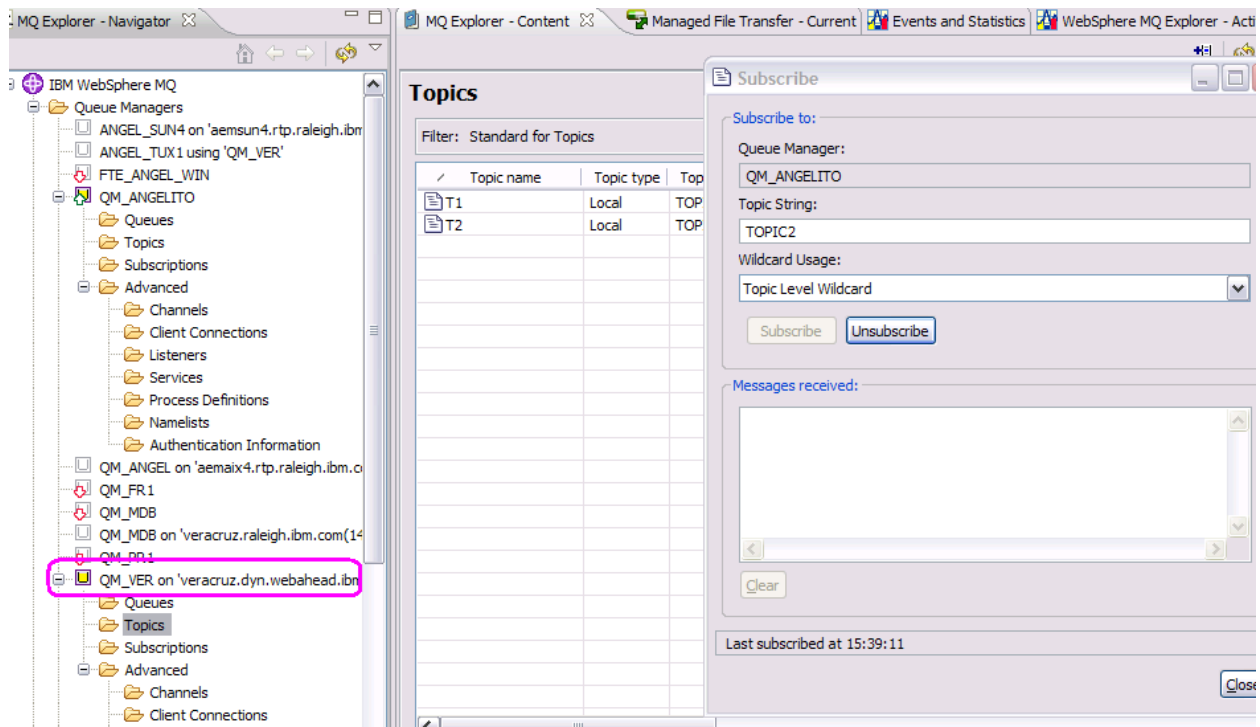 MQ Explorer - Navigator
IBM WebSphere MQ
Queue Managers
ANGEL_SUN4 on 'aemsun4.rtp.raleigh.ibm
ANGEL_TUX1 using 'QM_VER'
FTE_ANGEL_WIN
QM_ANGELITO
Queues
Topics
Subscriptions
Advanced
Channels
Client Connections
Listeners
Services
Process Definitions
Namelists
Authentication Information
QM_ANGEL on 'aemaix4.rtp.raleigh.ibm.c
QM_FR1
QM_MDB
QM_MDB on 'veracruz.raleigh.ibm.com(14
QM_PR1
QM_VER on 'veracruz.dyn.webahead.ibm
Queues
Topics
Subscriptions
Advanced
Channels
Client Connections
MQ Explorer - Content
Managed File Transfer - Current
Events and Statistics
WebSphere MQ Explorer - Acti
Topics
Filter: Standard for Topics
Topic name Topic type Top
T1 Local TOP
T2 Local TOP
Subscribe
Subscribe to:
Queue Manager:
QM_ANGELITO
Topic String:
TOPIC2
Wildcard Usage:
Topic Level Wildcard
Subscribe Unsubscribe
Messages received:
Clear
Last subscribed at 15:39:11
Close